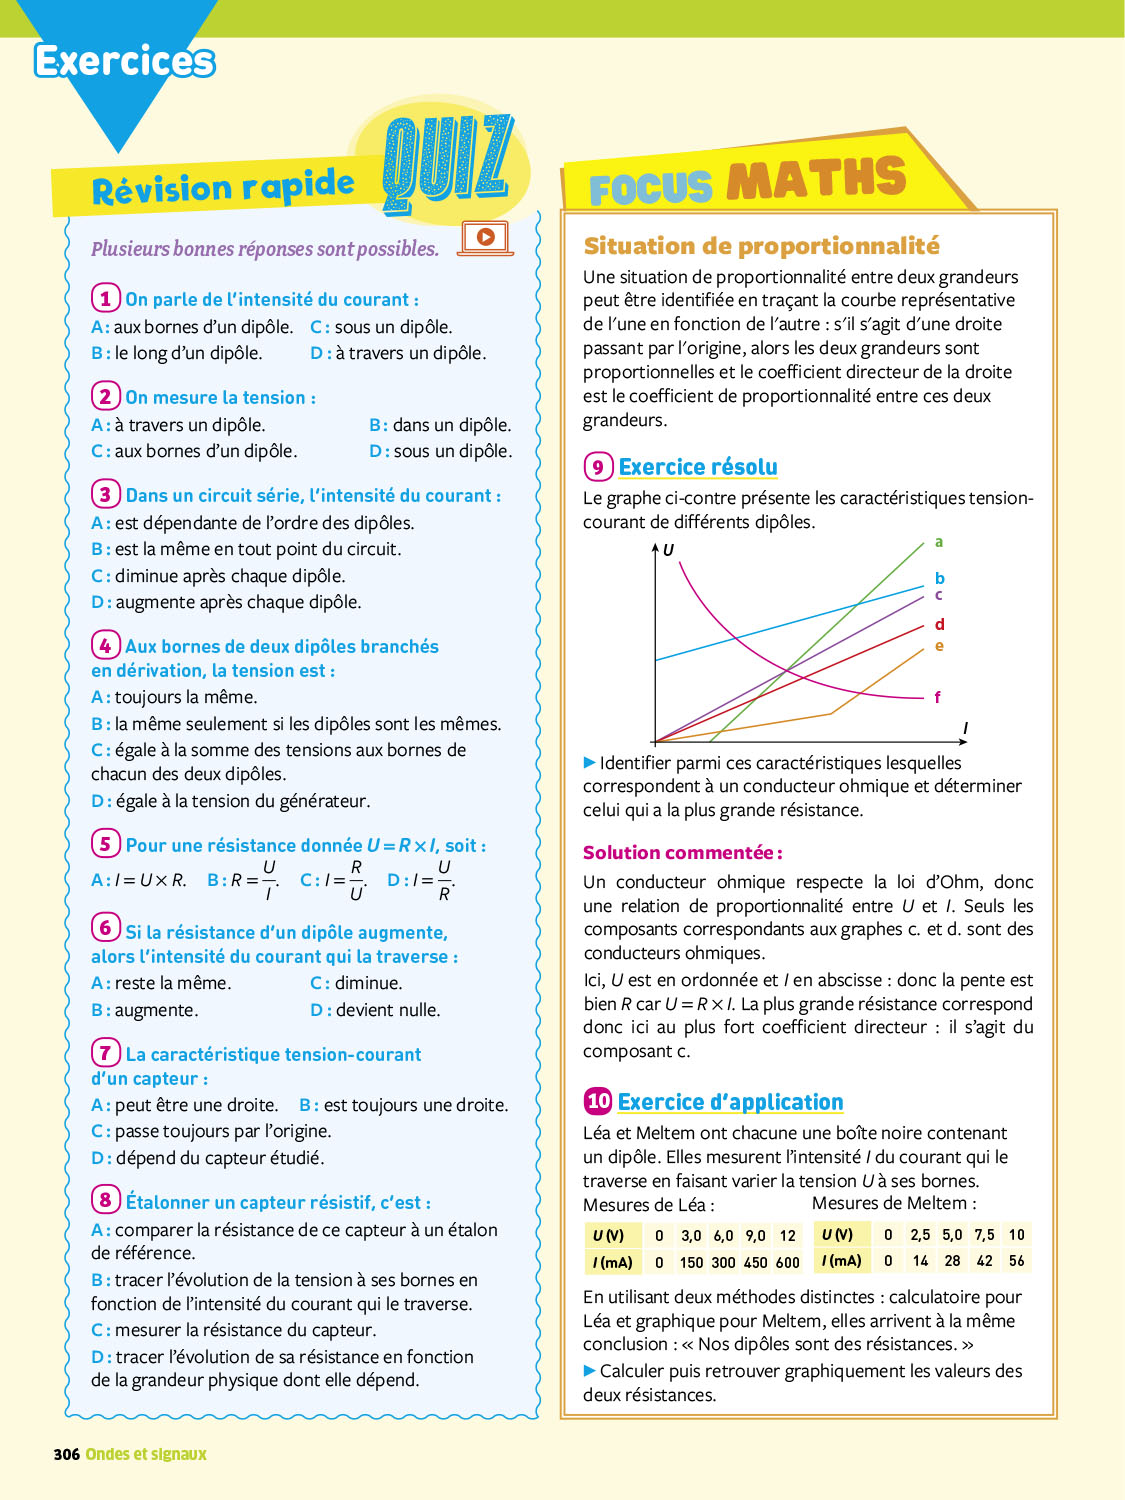 Exercices
Révision rapide
QUIZ
Plusieurs bonnes réponses sont possibles.
1 On parle de l'intensité du courant :
A : aux bornes d'un dipôle. C : sous un dipôle.
B : le long d'un dipôle. D : à travers un dipôle.
2 On mesure la tension :
A : à travers un dipôle. B : dans un dipôle.
C : aux bornes d'un dipôle. D : sous un dipôle.
3 Dans un circuit série, l'intensité du courant :
A : est dépendante de l'ordre des dipôles.
B : est la même en tout point du circuit.
C : diminue après chaque dipôle.
D : augmente après chaque dipôle.
4 Aux bornes de deux dipôles branchés
en dérivation, la tension est :
A : toujours la même.
B : la même seulement si les dipôles sont les mêmes.
C : égale à la somme des tensions aux bornes de
chacun des deux dipôles.
D : égale à la tension du générateur.
5 Pour une résistance donnée U = R × I, soit :
A : I = U × R. B : R = U/I. C : I = R/U. D : I = U/R.
6 Si la résistance d'un dipôle augmente,
alors l'intensité du courant qui la traverse :
A : reste la même. C : diminue.
B : augmente. D : devient nulle.
7 La caractéristique tension-courant
d'un capteur :
A : peut être une droite. B : est toujours une droite.
C : passe toujours par l'origine.
D : dépend du capteur étudié.
8 Étalonner un capteur résistif, c'est :
A : comparer la résistance de ce capteur à un étalon
de référence.
B : tracer l'évolution de la tension à ses bornes en
fonction de l'intensité du courant qui le traverse.
C : mesurer la résistance du capteur.
D : tracer l'évolution de sa résistance en fonction
de la grandeur physique dont elle dépend.
FOCUS MATHS
Situation de proportionnalité
Une situation de proportionnalité entre deux grandeurs
peut être identifiée en traçant la courbe représentative
de l'une en fonction de l'autre : s'il s'agit d'une droite
passant par l'origine, alors les deux grandeurs sont
proportionnelles et le coefficient directeur de la droite
est le coefficient de proportionnalité entre ces deux
grandeurs.
9 Exercice résolu
Le graphe ci-contre présente les caractéristiques tension-
courant de différents dipôles.
U
a
b
c
d
e
f
I
▶ Identifier parmi ces caractéristiques lesquelles
correspondent à un conducteur ohmique et déterminer
celui qui a la plus grande résistance.
Solution commentée :
Un conducteur ohmique respecte la loi d'Ohm, donc
une relation de proportionnalité entre U et I. Seuls les
composants correspondants aux graphes c. et d. sont des
conducteurs ohmiques.
Ici, U est en ordonnée et I en abscisse : donc la pente est
bien R car U = R × I. La plus grande résistance correspond
donc ici au plus fort coefficient directeur : il s'agit du
composant c.
10 Exercice d'application
Léa et Meltem ont chacune une boîte noire contenant
un dipôle. Elles mesurent l'intensité I du courant qui le
traverse en faisant varier la tension U à ses bornes.
Mesures de Léa :
U (V) 0 3,0 6,0 9,0 12
I (mA) 0 150 300 450 600
Mesures de Meltem :
U (V) 0 2,5 5,0 7,5 10
I (mA) 0 14 28 42 56
En utilisant deux méthodes distinctes : calculatoire pour
Léa et graphique pour Meltem, elles arrivent à la même
conclusion : « Nos dipôles sont des résistances. »
▶ Calculer puis retrouver graphiquement les valeurs des
deux résistances.
306 Ondes et signaux